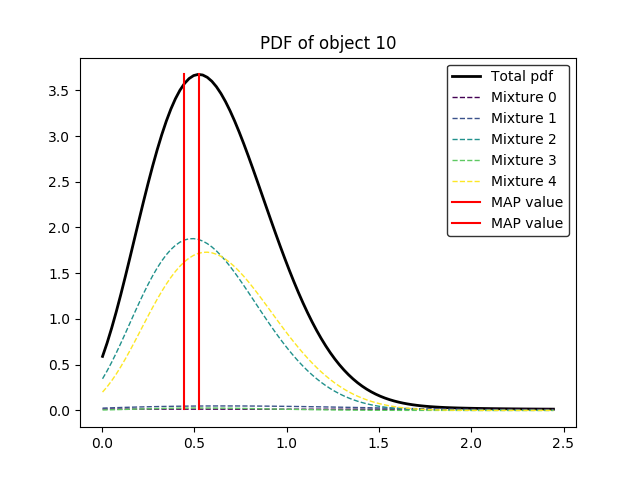 PDF of object 10
Total pdf
Mixture 0
Mixture 1
Mixture 2
Mixture 3
Mixture 4
MAP value
MAP value
3.5
3.0
2.5
2.0
1.5
1.0
0.5
0.0
0.0 0.5 1.0 1.5 2.0 2.5